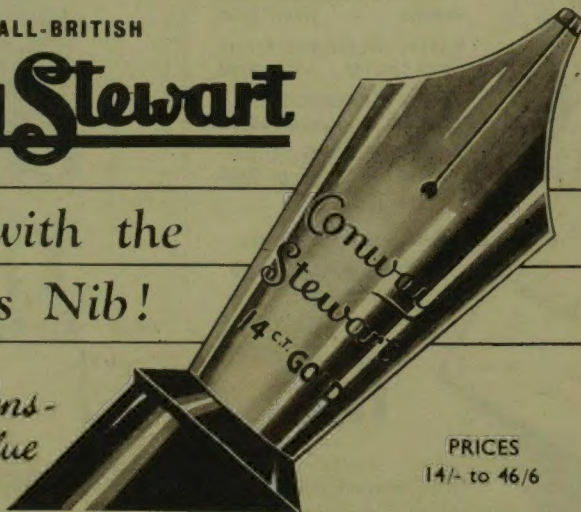 ALL-BRITISH
Stewart
with the
Nib!
Conway
Stewart
14 CT. GOLD
PRICES
14/- to 46/6